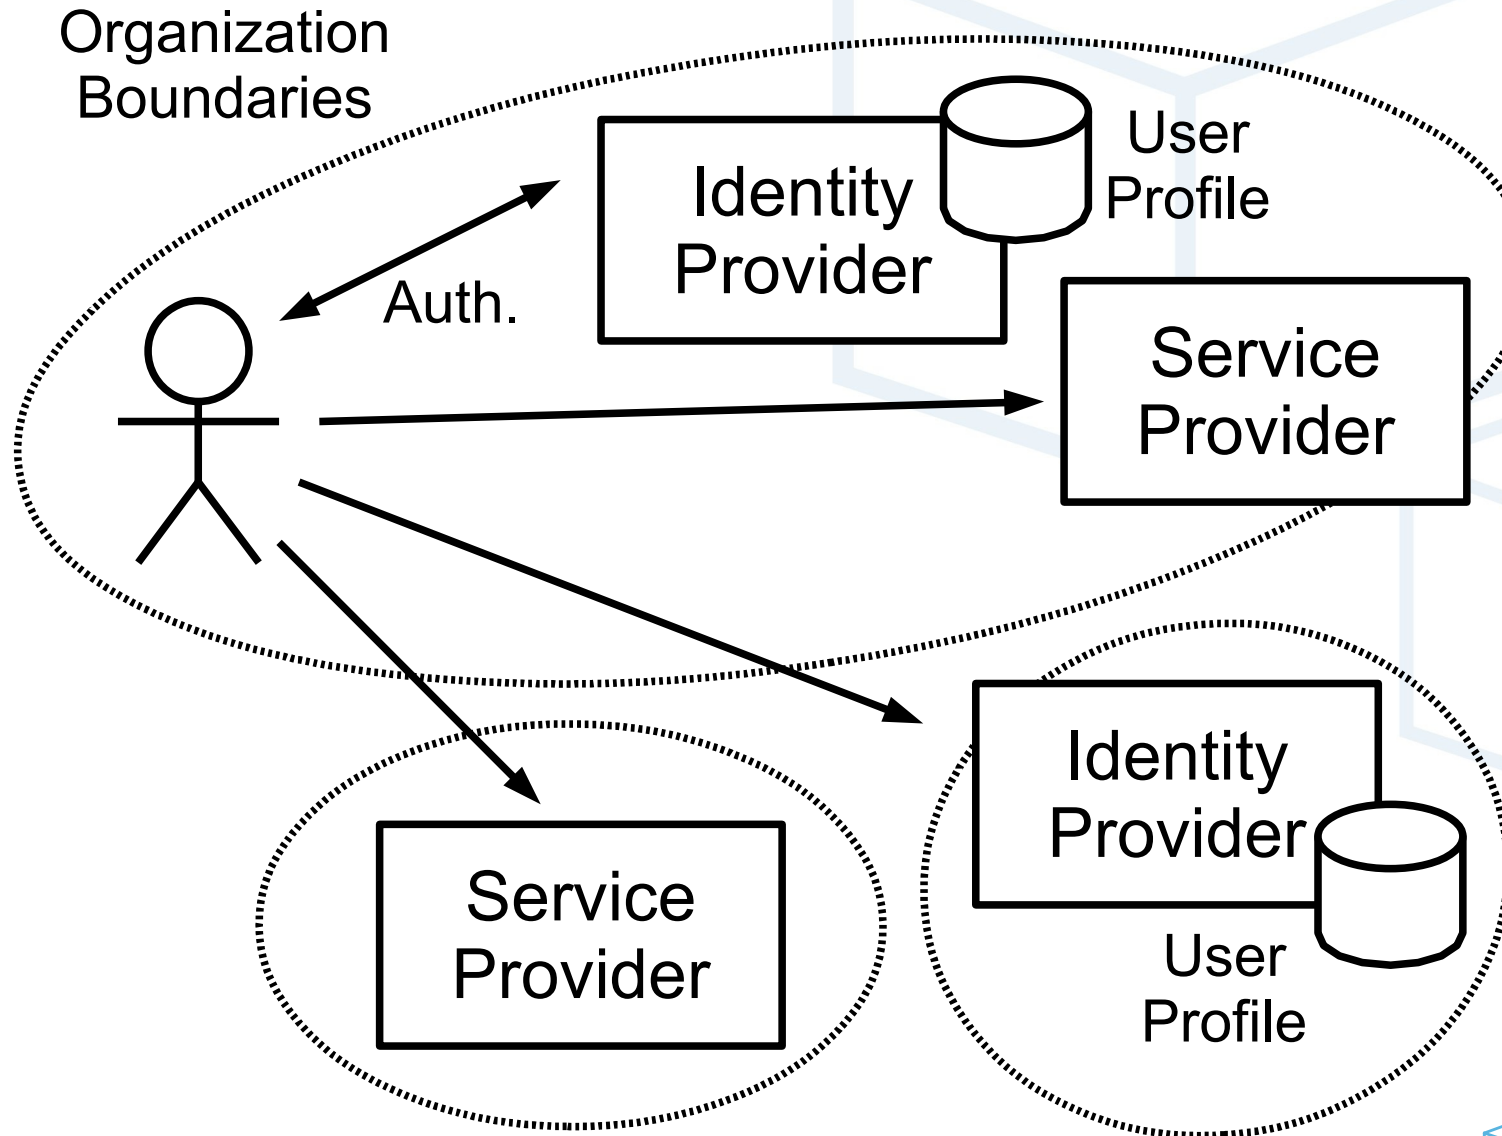 Organization
Boundaries
Identity
Provider
User
Profile
Auth.
Service
Provider
Identity
Provider
User
Profile
Service
Provider